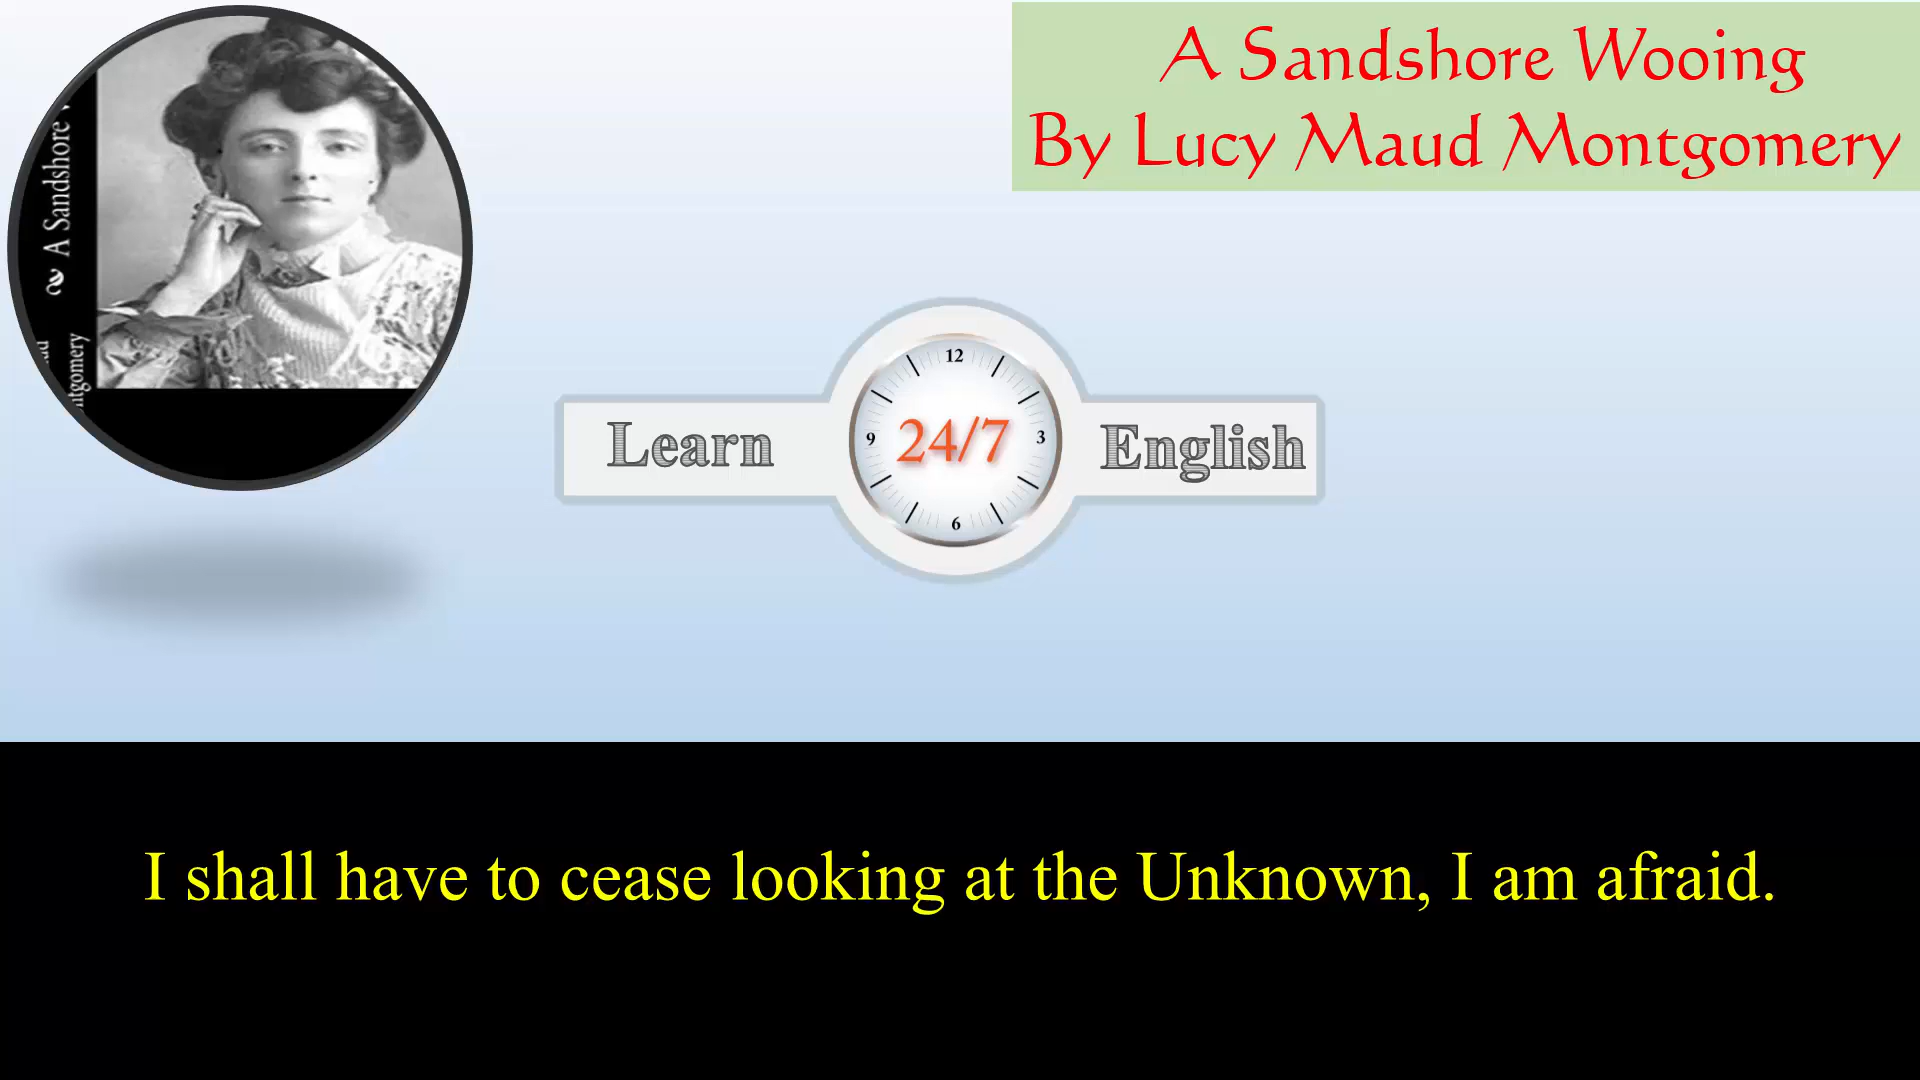 A Sandshore Wooing
By Lucy Maud Montgomery
A Sandshore
Montgomery
Learn
12
9
24/7
3
6
English
I shall have to cease looking at the Unknown, I am afraid.